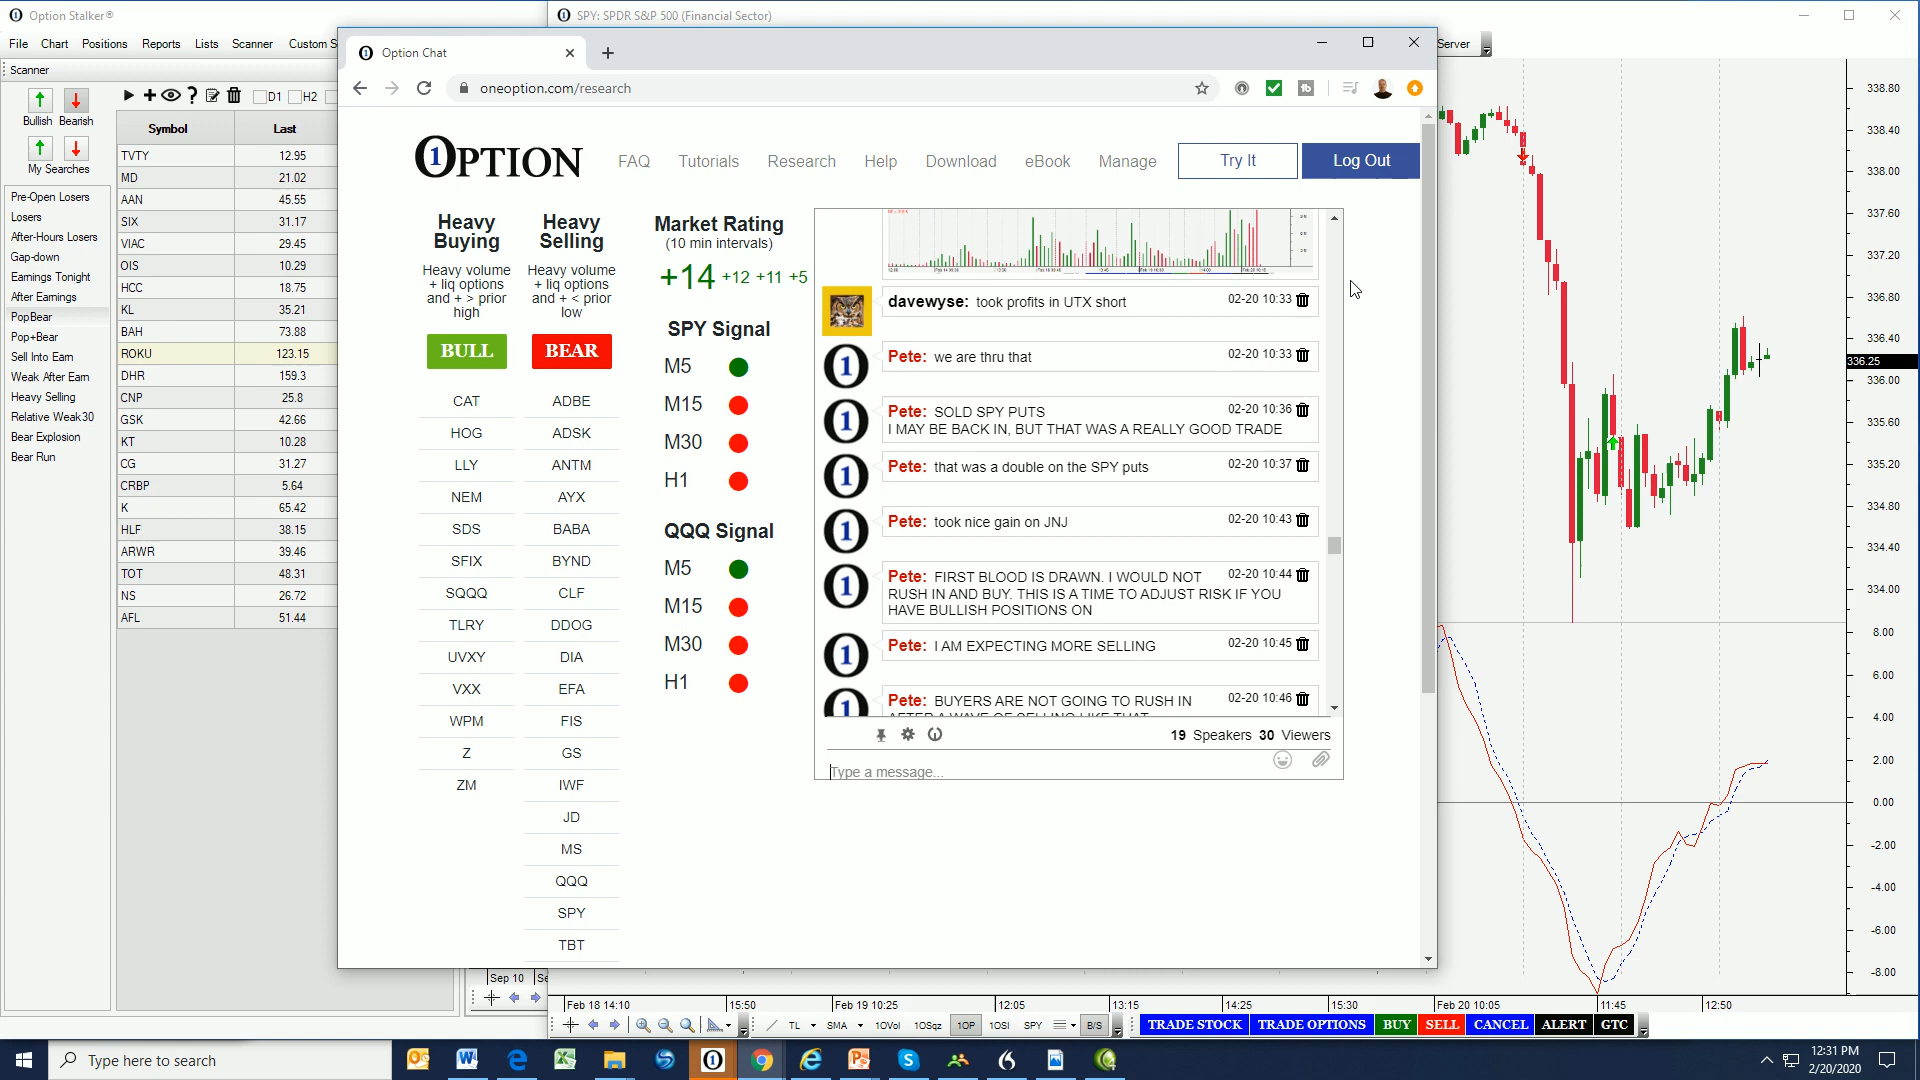 Option Stalker®
SPY: SPDR S&P 500 (Financial Sector)
File Chart Positions Reports Lists Scanner Custom S
Server
Scanner
Bullish Bearish
My Searches
D1 H2
Symbol Last
Pre-Open Losers
Losers
After-Hours Losers
Gap-down
Earnings Tonight
After Earnings
PopBear
Pop+Bear
Sell Into Earn
Weak After Earn
Heavy Selling
Relative Weak30
Bear Explosion
Bear Run
TVTY 12.95
MD 21.02
AAN 45.55
SIX 31.17
VIAC 29.45
OIS 10.29
HCC 18.75
KL 35.21
BAH 73.88
ROKU 123.15
DHR 159.3
CNP 25.8
GSK 42.66
KT 10.28
CG 31.27
CRBP 5.64
K 65.42
HLF 38.15
ARWR 39.46
TOT 48.31
NS 26.72
AFL 51.44
Option Chat
oneoption.com/research
1OPTION
FAQ Tutorials Research Help Download eBook Manage Try It Log Out
Heavy
Buying
Heavy volume
+ liq options
and + > prior
high
BULL
CAT
HOG
LLY
NEM
SDS
SFIX
SQQQ
TLRY
UVXY
VXX
WPM
Z
ZM
Heavy
Selling
Heavy volume
+ liq options
and + < prior
low
BEAR
ADBE
ADSK
ANTM
AYX
BABA
BYND
CLF
DDOG
DIA
EFA
FIS
GS
IWF
JD
MS
QQQ
SPY
TBT
Market Rating
(10 min intervals)
+14 +12 +11 +5
SPY Signal
M5
M15
M30
H1
QQQ Signal
M5
M15
M30
H1
davewyse: took profits in UTX short 02-20 10:33
Pete: we are thru that 02-20 10:33
Pete: SOLD SPY PUTS 02-20 10:36
I MAY BE BACK IN, BUT THAT WAS A REALLY GOOD TRADE
Pete: that was a double on the SPY puts 02-20 10:37
Pete: took nice gain on JNJ 02-20 10:43
Pete: FIRST BLOOD IS DRAWN. I WOULD NOT 02-20 10:44
RUSH IN AND BUY. THIS IS A TIME TO ADJUST RISK IF YOU
HAVE BULLISH POSITIONS ON
Pete: I AM EXPECTING MORE SELLING 02-20 10:45
Pete: BUYERS ARE NOT GOING TO RUSH IN 02-20 10:46
AFTER A WAVE OF SELLING LIKE THAT
19 Speakers 30 Viewers
Type a message...
338.80
338.40
338.00
337.60
337.20
336.80
336.40
336.25
336.00
335.60
335.20
334.80
334.40
334.00
8.00
6.00
4.00
2.00
0.00
-2.00
-4.00
-6.00
-8.00
Sep 10 Se
Feb 18 14:10 15:50 Feb 19 10:25 12:05 13:15 14:25 15:30 Feb 20 10:05 11:45 12:50
TL SMA 1OVol 1OSqz 1OP 1OSI SPY B/S TRADE STOCK TRADE OPTIONS BUY SELL CANCEL ALERT GTC
Type here to search
12:31 PM
2/20/2020